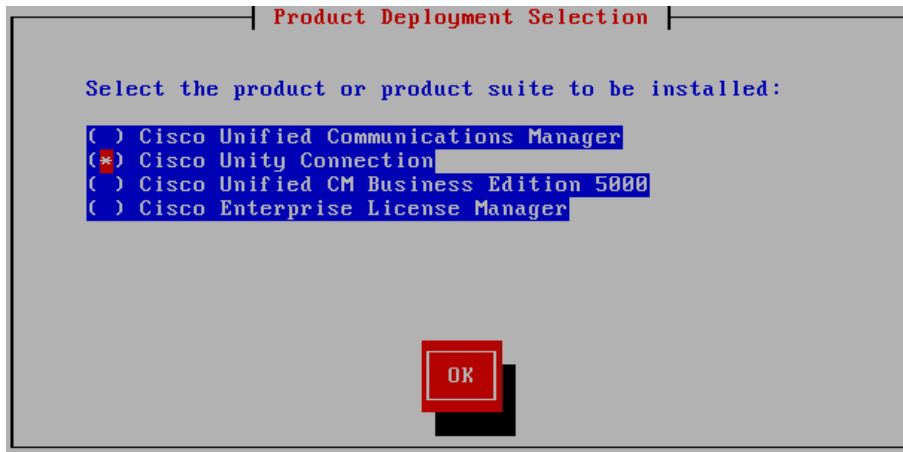 Product Deployment Selection
Select the product or product suite to be installed:
( ) Cisco Unified Communications Manager
(*) Cisco Unity Connection
( ) Cisco Unified CM Business Edition 5000
( ) Cisco Enterprise License Manager
OK